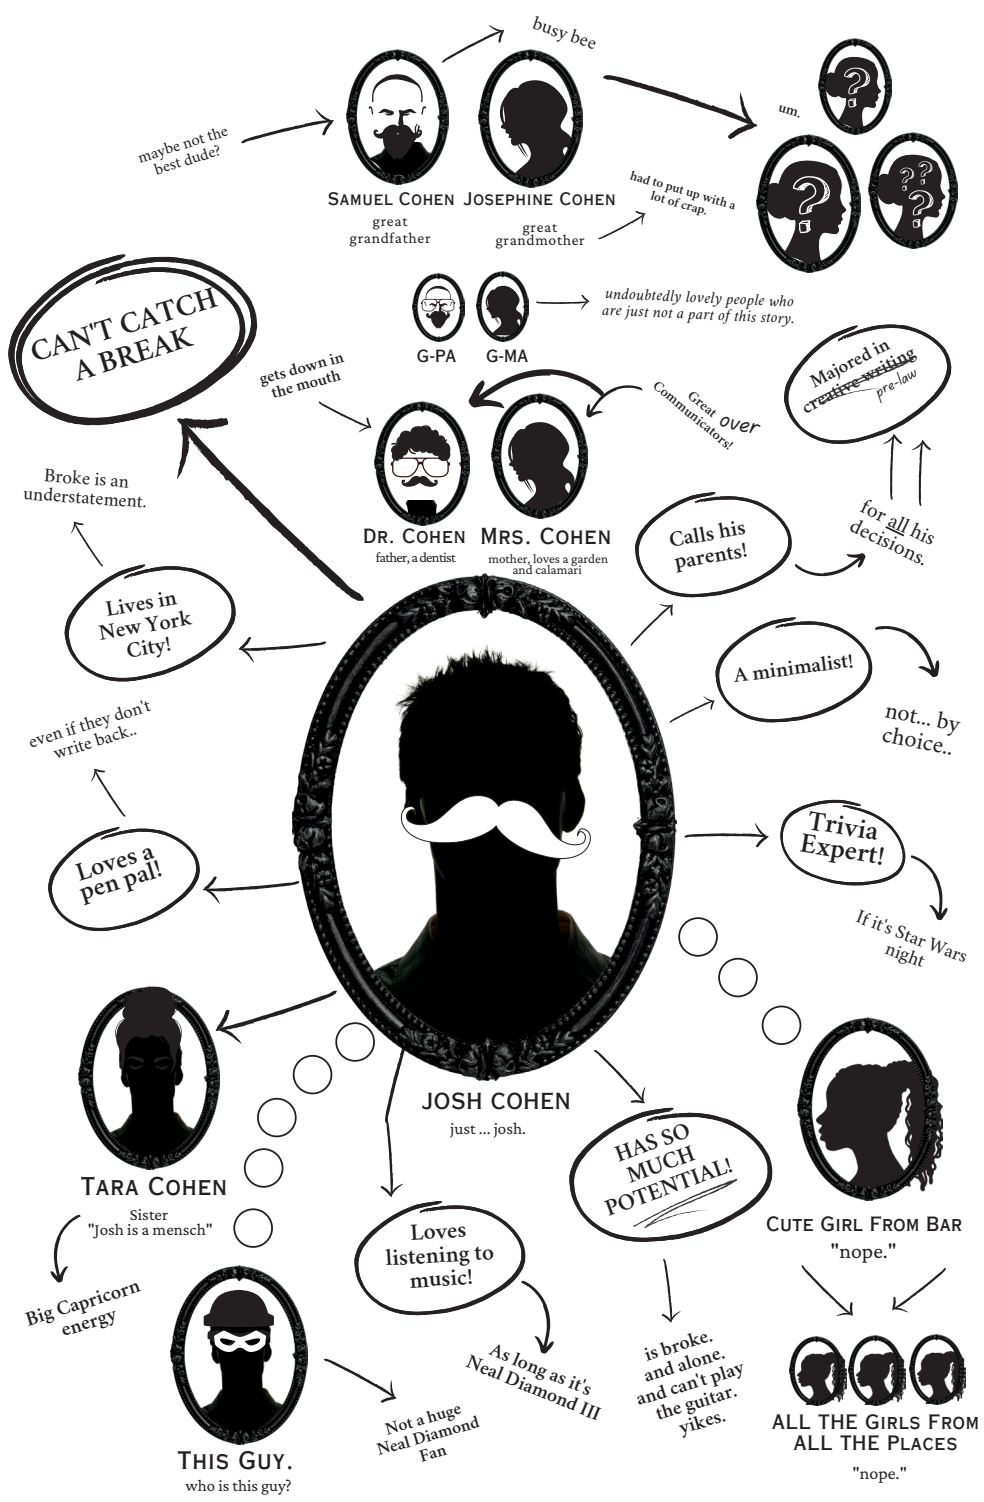 busy bee
um.
maybe not the
best dude?
SAMUEL COHEN
great
grandfather
JOSEPHINE COHEN
great
grandmother
had to put up with a
lot of crap.
? ? ? ? ?
G-PA
G-MA
undoubtedly lovely people who
are just not a part of this story.
CAN'T CATCH
A BREAK
gets down in
the mouth
Great over
Communicators!
Majored in
creative writing
pre-law
DR. COHEN
father, a dentist
MRS. COHEN
mother, loves a garden
and calamari
Broke is an
understatement.
Lives in
New York
City!
Calls his
parents!
for all his
decisions.
A minimalist!
not... by
choice..
even if they don't
write back..
Loves a
pen pal!
Trivia
Expert!
If it's Star Wars
night
JOSH COHEN
just ... josh.
TARA COHEN
Sister
"Josh is a mensch"
Big Capricorn
energy
THIS GUY.
who is this guy?
Not a huge
Neal Diamond
Fan
Loves
listening to
music!
As long as it's
Neal Diamond III
HAS SO
MUCH
POTENTIAL!
is broke.
and alone.
and can't play
the guitar.
yikes.
CUTE GIRL FROM BAR
"nope."
ALL THE GIRLS FROM
ALL THE PLACES
"nope."